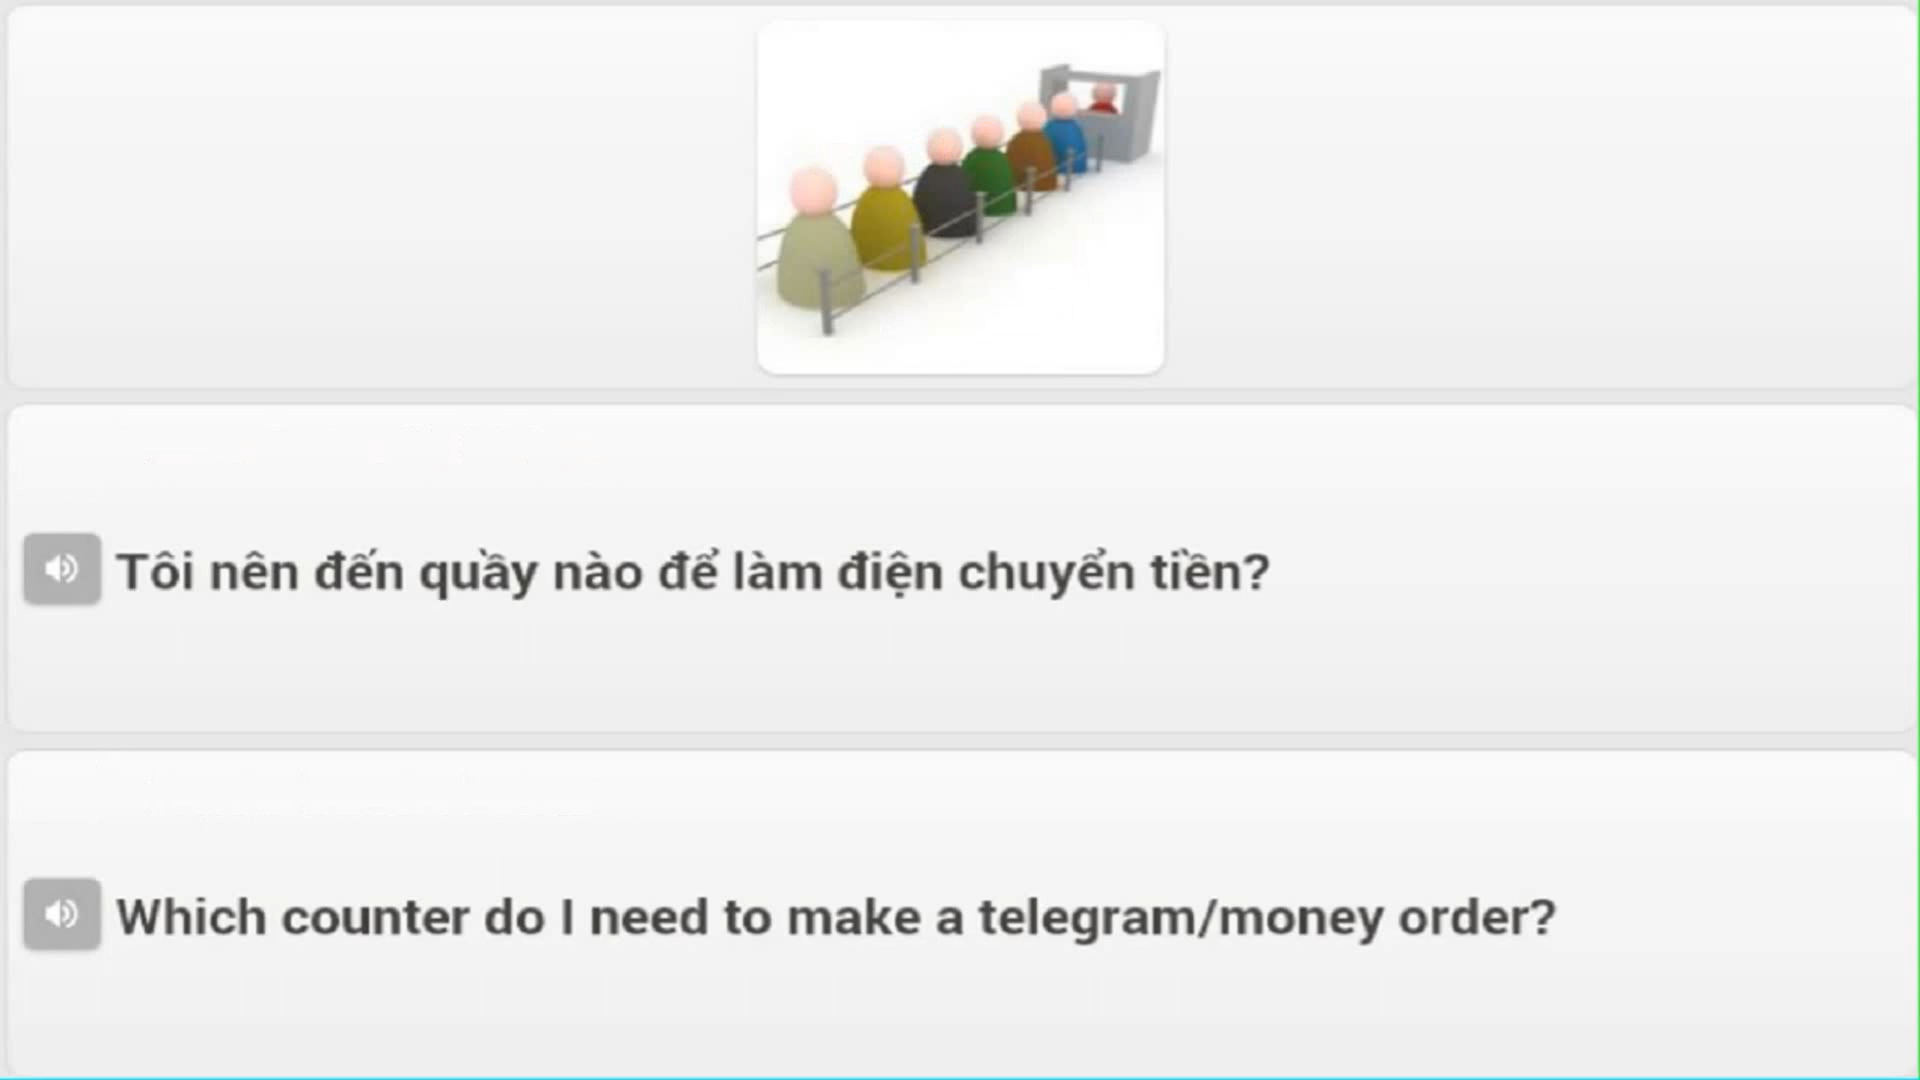 Tôi nên đến quầy nào để làm điện chuyển tiền?
Which counter do I need to make a telegram/money order?